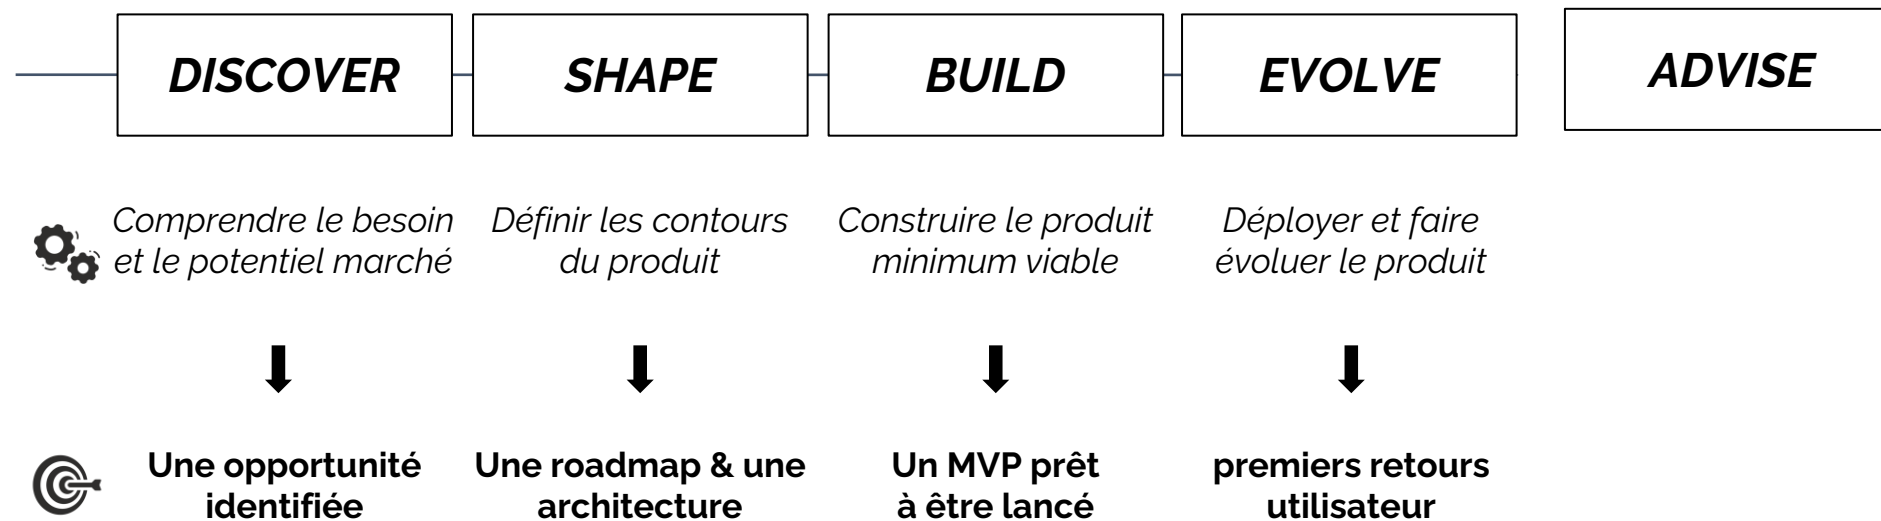 DISCOVER
SHAPE
BUILD
EVOLVE
ADVISE
Comprendre le besoin
et le potentiel marché
Définir les contours
du produit
Construire le produit
minimum viable
Déployer et faire
évoluer le produit
Une opportunité
identifiée
Une roadmap & une
architecture
Un MVP prêt
à être lancé
premiers retours
utilisateur